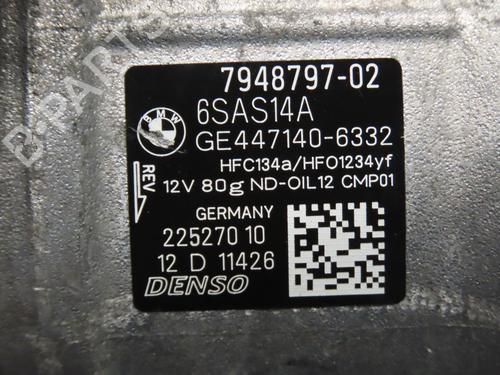 B-PARTS
7948797-02
BMW
6SAS14A
GE447140-6332
HFC134a/HFO1234yf
REV
12V 80g ND-OIL12 CMP01
GERMANY
22527010
12 D 11426
DENSO